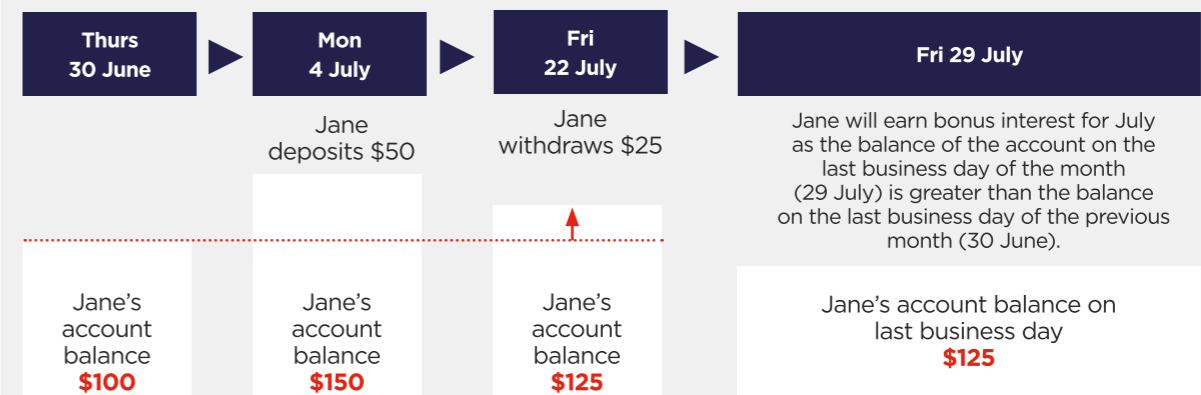 Thurs
30 June
Mon
4 July
Fri
22 July
Fri 29 July
Jane
deposits $50
Jane
withdraws $25
Jane will earn bonus interest for July
as the balance of the account on the
last business day of the month
(29 July) is greater than the balance
on the last business day of the previous
month (30 June).
Jane’s
account
balance
$100
Jane’s
account
balance
$150
Jane’s
account
balance
$125
Jane’s account balance on
last business day
$125